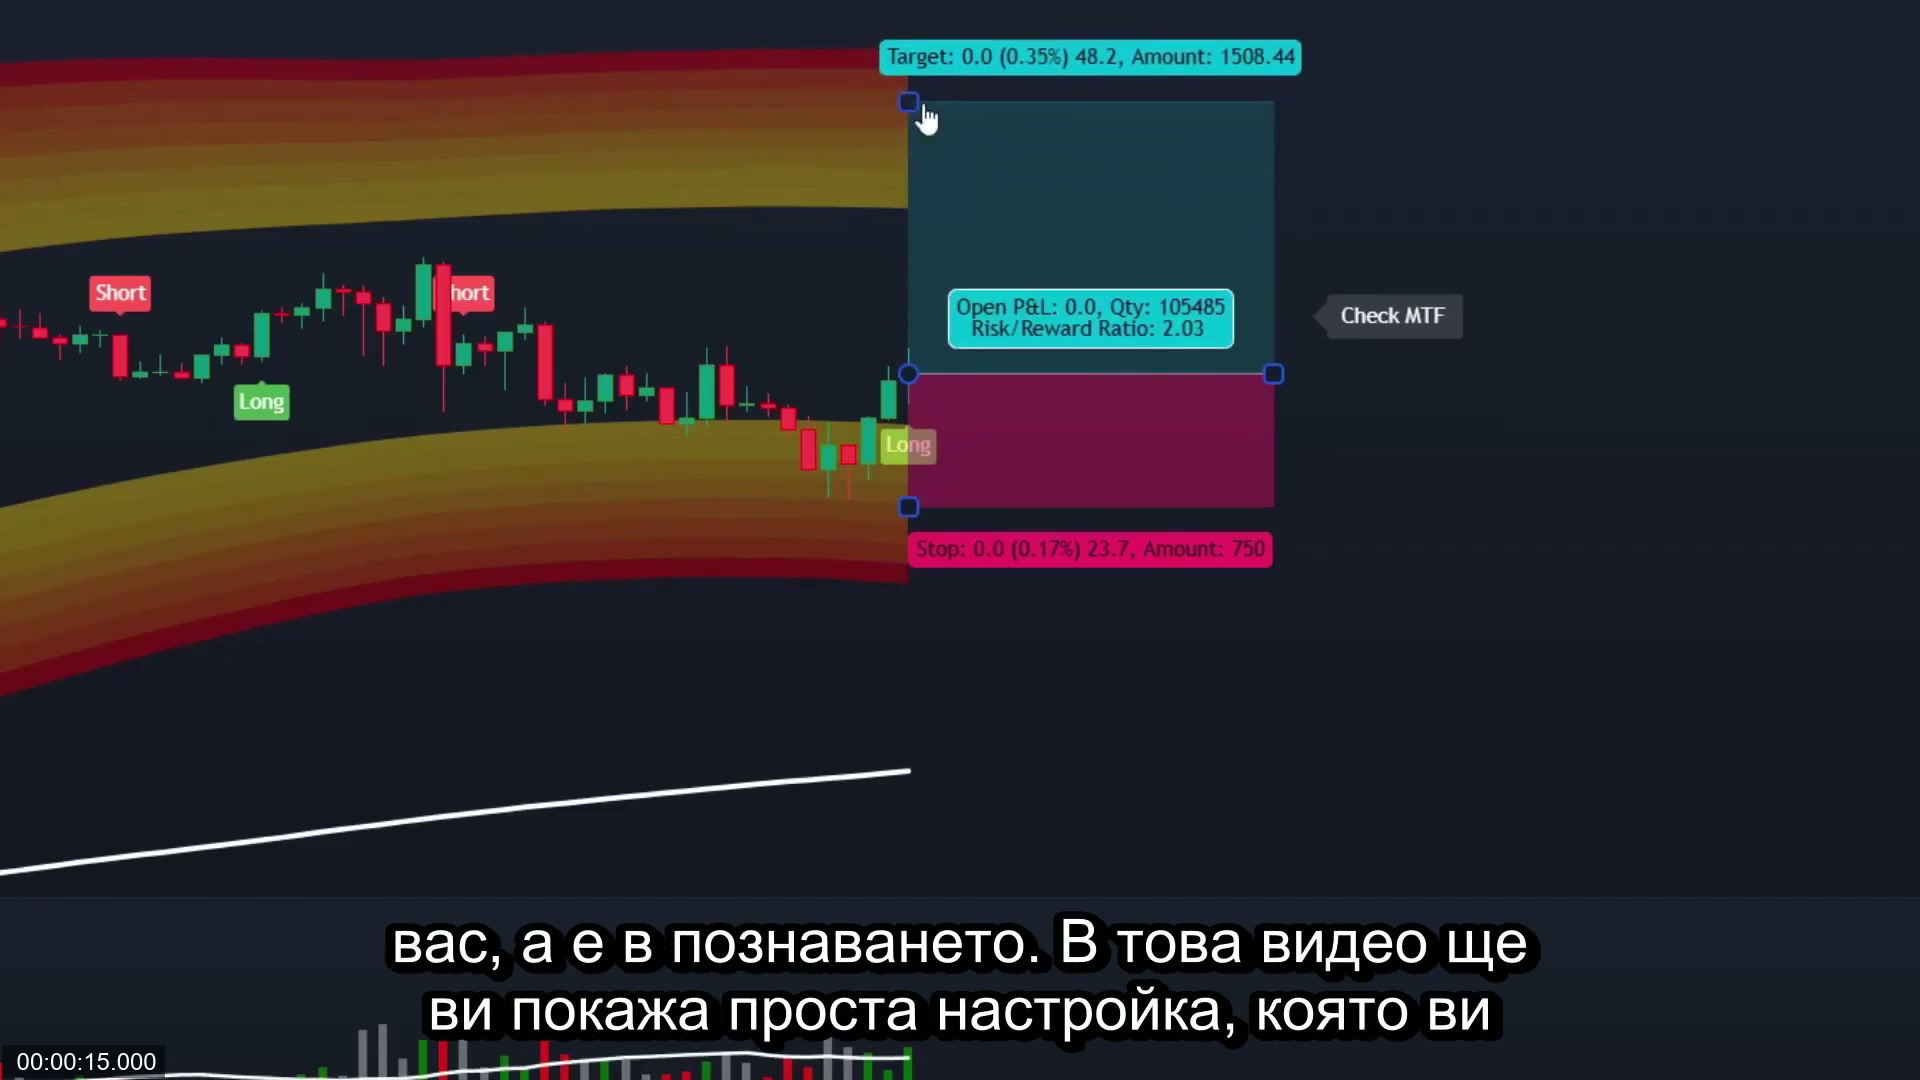 Target: 0.0 (0.35%) 48.2, Amount: 1508.44
Short
hort
Open P&L: 0.0, Qty: 105485
Risk/Reward Ratio: 2.03
Check MTF
Long
Long
Stop: 0.0 (0.17%) 23.7, Amount: 750
вас, а е в познаването. В това видео ще
ви покажа проста настройка, която ви
00:00:15.000